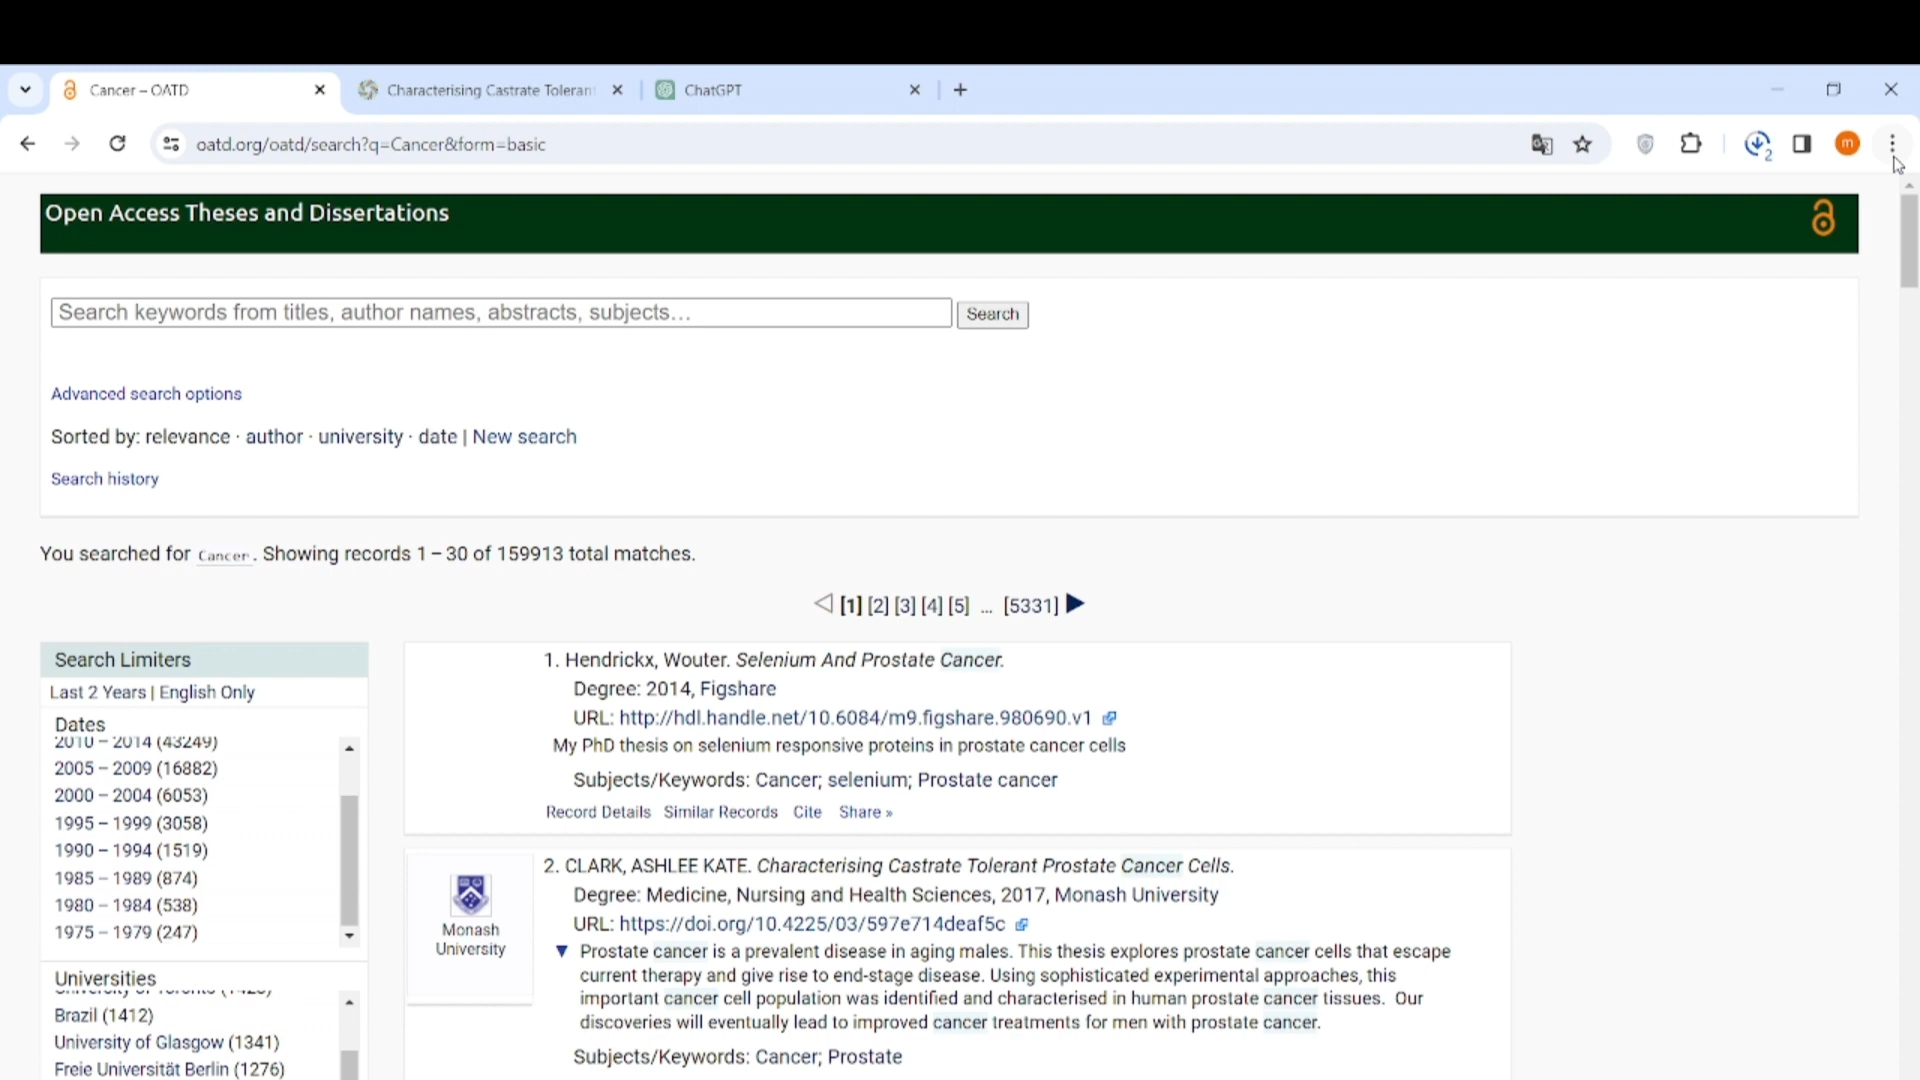 Cancer – OATD
Characterising Castrate Toleran
ChatGPT
oatd.org/oatd/search?q=Cancer&form=basic
2
m
Open Access Theses and Dissertations
Search keywords from titles, author names, abstracts, subjects...
Search
Advanced search options
Sorted by: relevance · author · university · date | New search
Search history
You searched for Cancer. Showing records 1 – 30 of 159913 total matches.
[1] [2] [3] [4] [5] ... [5331]
Search Limiters
Last 2 Years | English Only
Dates
2010 – 2014 (43249)
2005 – 2009 (16882)
2000 – 2004 (6053)
1995 – 1999 (3058)
1990 – 1994 (1519)
1985 – 1989 (874)
1980 – 1984 (538)
1975 – 1979 (247)
Universities
Brazil (1412)
University of Glasgow (1341)
Freie Universität Berlin (1276)
1. Hendrickx, Wouter. Selenium And Prostate Cancer.
Degree: 2014, Figshare
URL: http://hdl.handle.net/10.6084/m9.figshare.980690.v1
My PhD thesis on selenium responsive proteins in prostate cancer cells
Subjects/Keywords: Cancer; selenium; Prostate cancer
Record Details Similar Records Cite Share »
Monash
University
2. CLARK, ASHLEE KATE. Characterising Castrate Tolerant Prostate Cancer Cells.
Degree: Medicine, Nursing and Health Sciences, 2017, Monash University
URL: https://doi.org/10.4225/03/597e714deaf5c
▼ Prostate cancer is a prevalent disease in aging males. This thesis explores prostate cancer cells that escape
current therapy and give rise to end-stage disease. Using sophisticated experimental approaches, this
important cancer cell population was identified and characterised in human prostate cancer tissues. Our
discoveries will eventually lead to improved cancer treatments for men with prostate cancer.
Subjects/Keywords: Cancer; Prostate